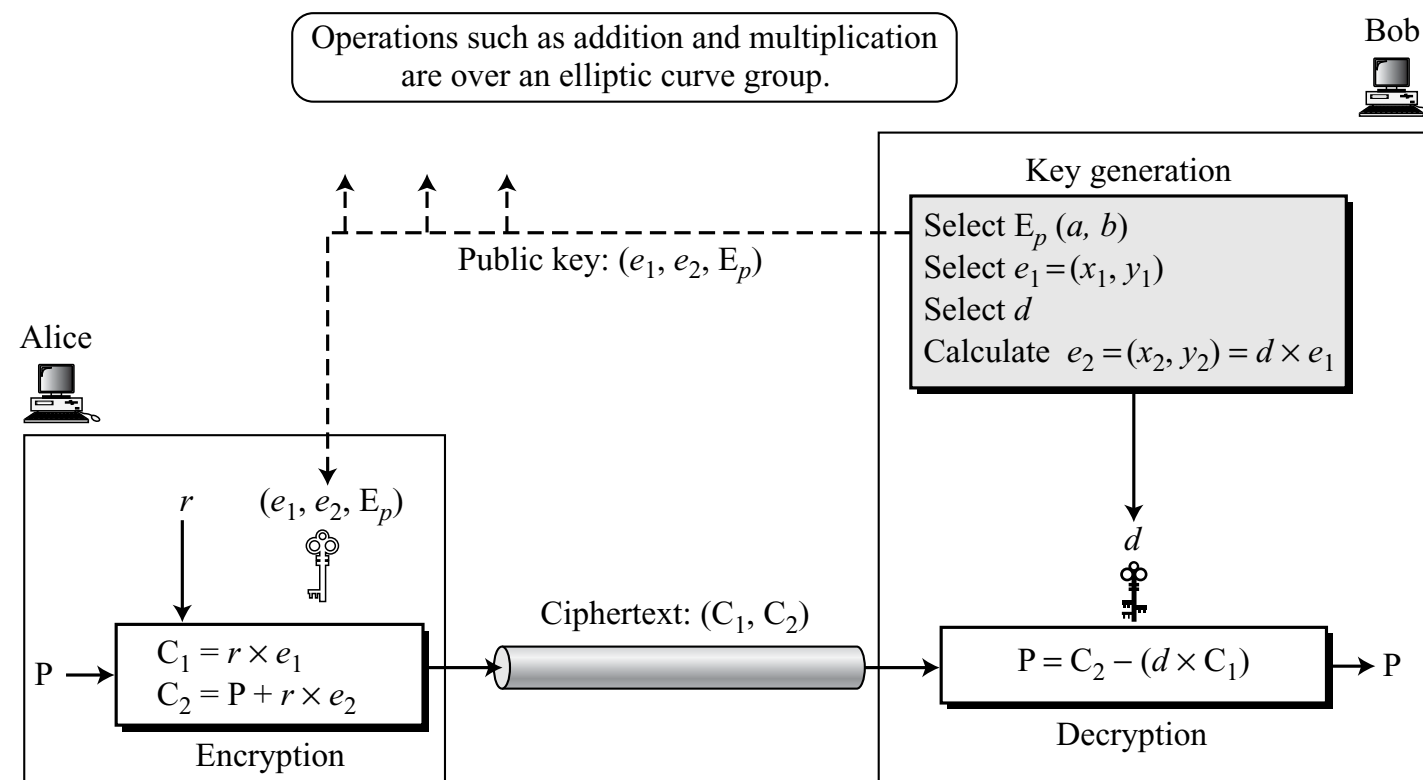 Operations such as addition and multiplication
are over an elliptic curve group.
Bob
Key generation
Select E_p (a, b)
Select e_1 = (x_1, y_1)
Select d
Calculate e_2 = (x_2, y_2) = d × e_1
Public key: (e_1, e_2, E_p)
Alice
r
(e_1, e_2, E_p)
d
Ciphertext: (C_1, C_2)
P
C_1 = r × e_1
C_2 = P + r × e_2
Encryption
P = C_2 − (d × C_1)
P
Decryption